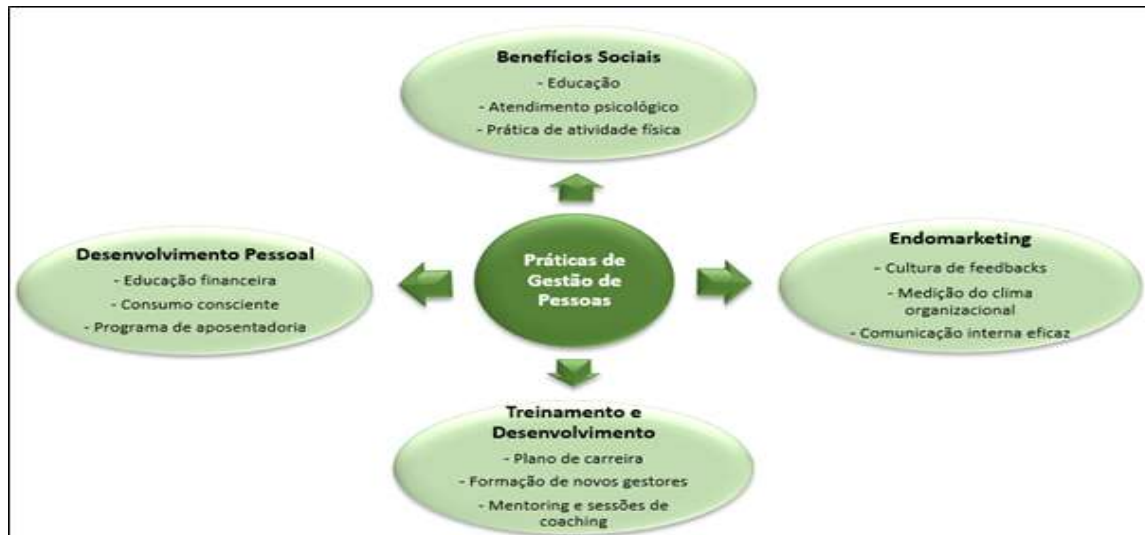 Benefícios Sociais
- Educação
- Atendimento psicológico
- Prática de atividade física
Desenvolvimento Pessoal
- Educação financeira
- Consumo consciente
- Programa de aposentadoria
Práticas de
Gestão de
Pessoas
Endomarketing
- Cultura de feedbacks
- Medição do clima
organizacional
- Comunicação interna eficaz
Treinamento e
Desenvolvimento
- Plano de carreira
- Formação de novos gestores
- Mentoring e sessões de
coaching